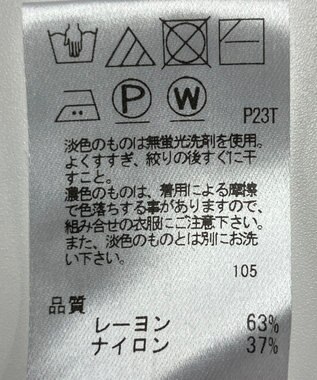 P W P23T
淡色のものは無蛍光洗剤を使用。
よくすすぎ、絞りの後すぐに干
すこと。
濃色のものは、着用による摩擦
で色落ちする事がありますので、
組み合せの衣服にご注意下さい。
また、淡色のものとは別にお洗
い下さい。
105
品質
レーヨン 63%
ナイロン 37%